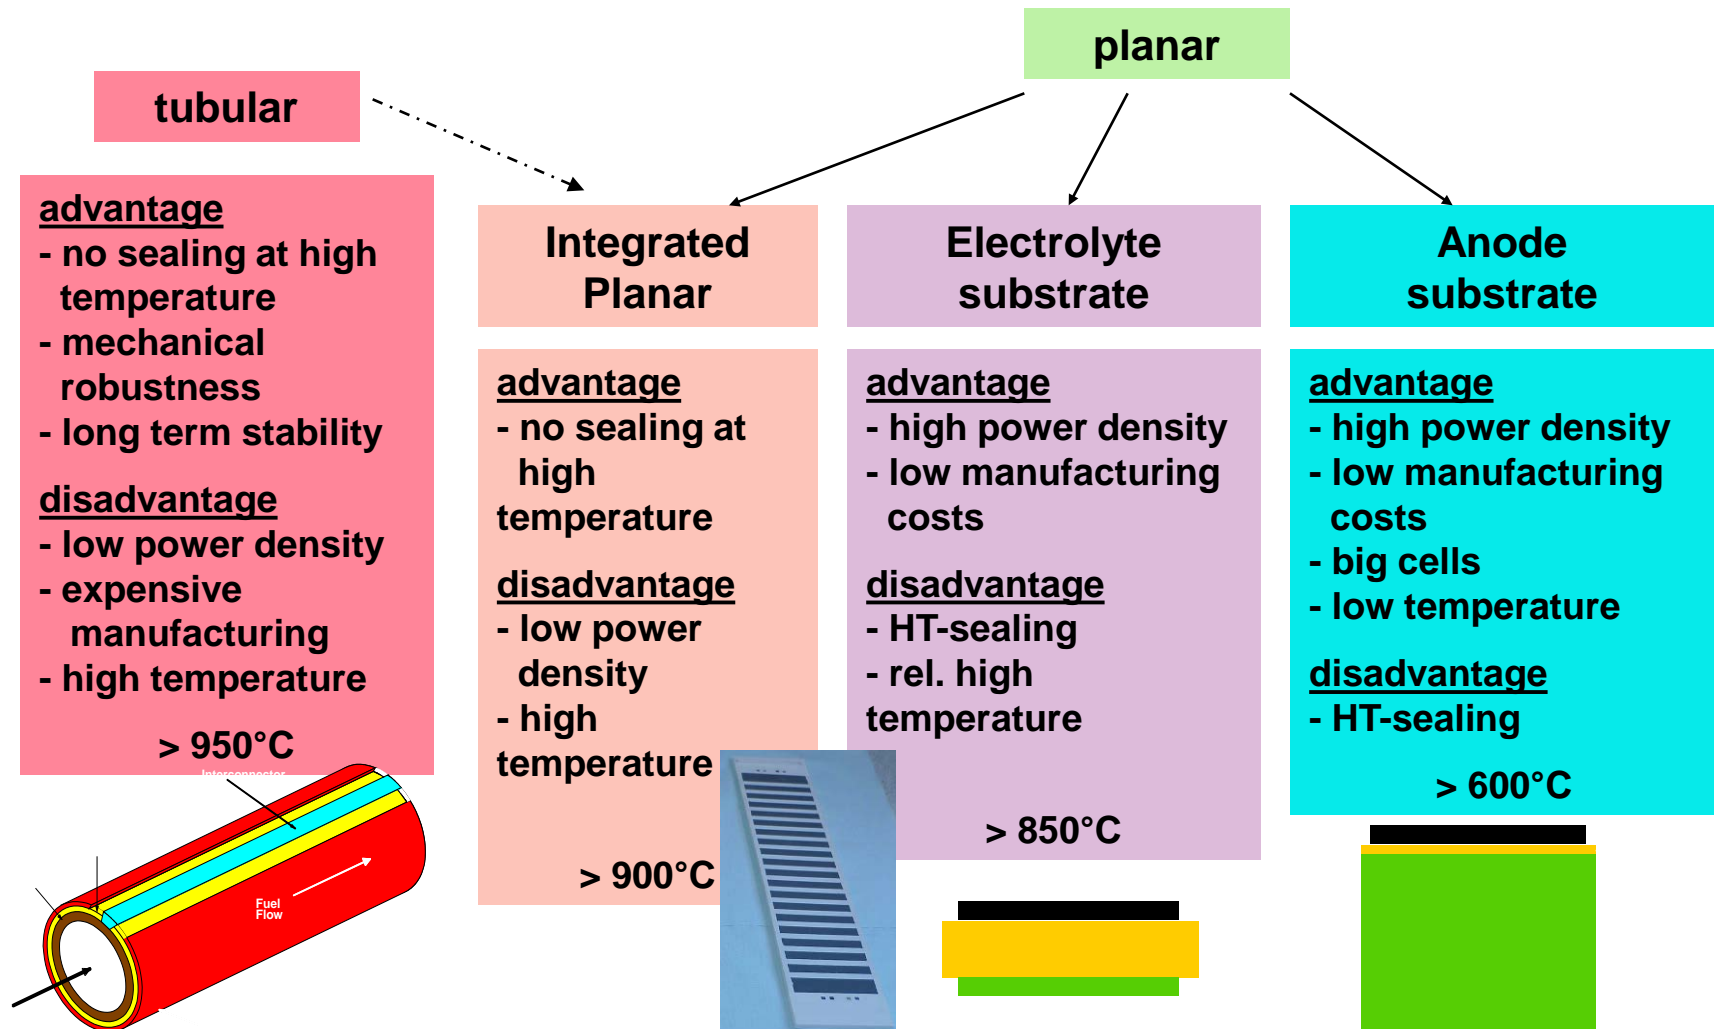 planar
tubular
advantage
- no sealing at high
temperature
- mechanical
robustness
- long term stability
disadvantage
- low power density
- expensive
manufacturing
- high temperature
> 950°C
Interconnector
Fuel
Flow
Integrated
Planar
advantage
- no sealing at
high
temperature
disadvantage
- low power
density
- high
temperature
> 900°C
Electrolyte
substrate
advantage
- high power density
- low manufacturing
costs
disadvantage
- HT-sealing
- rel. high
temperature
> 850°C
Anode
substrate
advantage
- high power density
- low manufacturing
costs
- big cells
- low temperature
disadvantage
- HT-sealing
> 600°C